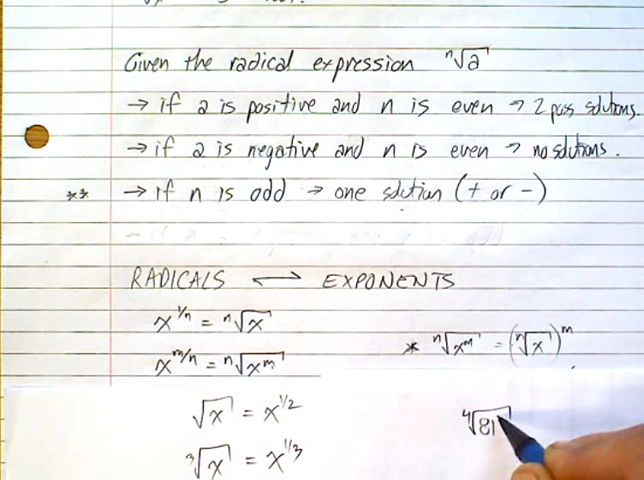 Given the radical expression ⁿ√a
→ if a is positive and n is even → 2 poss solutions.
→ if a is negative and n is even → no solutions.
** → if n is odd → one solution (+ or -)
RADICALS ↔ EXPONENTS
x^(1/n) = ⁿ√x
x^(m/n) = ⁿ√x^m
* ⁿ√x^m = (ⁿ√x)^m
√x = x^(1/2)
³√x = x^(1/3)
⁴√81